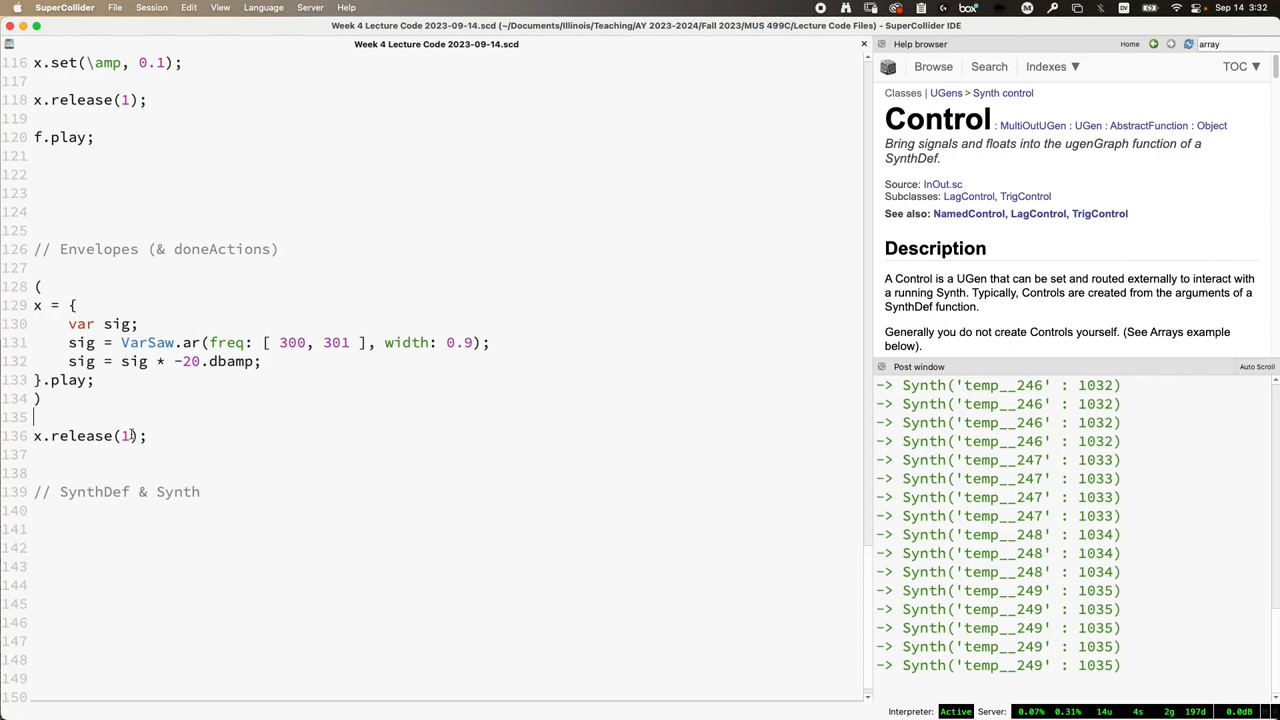 SuperCollider File Edit View Session Language Server Help Sep 14 3:32
Week 4 Lecture Code 2023-09-14.scd (~/Documents/Illinois/Teaching/AY 2023-2024/Fall 2023/MUS 499C/Lecture Code Files) - SuperCollider IDE
Week 4 Lecture Code 2023-09-14.scd
116 x.set(\amp, 0.1);
117
118 x.release(1);
119
120 f.play;
121
122
123
124
125
126 // Envelopes (& doneActions)
127
128 (
129 x = {
130 var sig;
131 sig = VarSaw.ar(freq: [ 300, 301 ], width: 0.9);
132 sig = sig * -20.dbamp;
133 }.play;
134 )
135
136 x.release(1);
137
138
139 // SynthDef & Synth
140
141
142
143
144
145
146
147
148
149
150
Help browser Home array
Browse Search Indexes ▼ TOC ▼
Classes | UGens > Synth control
Control : MultiOutUGen : UGen : AbstractFunction : Object
Bring signals and floats into the ugenGraph function of a
SynthDef.
Source: InOut.sc
Subclasses: LagControl, TrigControl
See also: NamedControl, LagControl, TrigControl
Description
A Control is a UGen that can be set and routed externally to interact with
a running Synth. Typically, Controls are created from the arguments of a
SynthDef function.
Generally you do not create Controls yourself. (See Arrays example
below).
Post window Auto Scroll
-> Synth('temp__246' : 1032)
-> Synth('temp__246' : 1032)
-> Synth('temp__246' : 1032)
-> Synth('temp__246' : 1032)
-> Synth('temp__247' : 1033)
-> Synth('temp__247' : 1033)
-> Synth('temp__247' : 1033)
-> Synth('temp__247' : 1033)
-> Synth('temp__248' : 1034)
-> Synth('temp__248' : 1034)
-> Synth('temp__248' : 1034)
-> Synth('temp__249' : 1035)
-> Synth('temp__249' : 1035)
-> Synth('temp__249' : 1035)
-> Synth('temp__249' : 1035)
-> Synth('temp__249' : 1035)
Interpreter: Active Server: 0.07% 0.31% 14u 4s 2g 197d 0.0dB